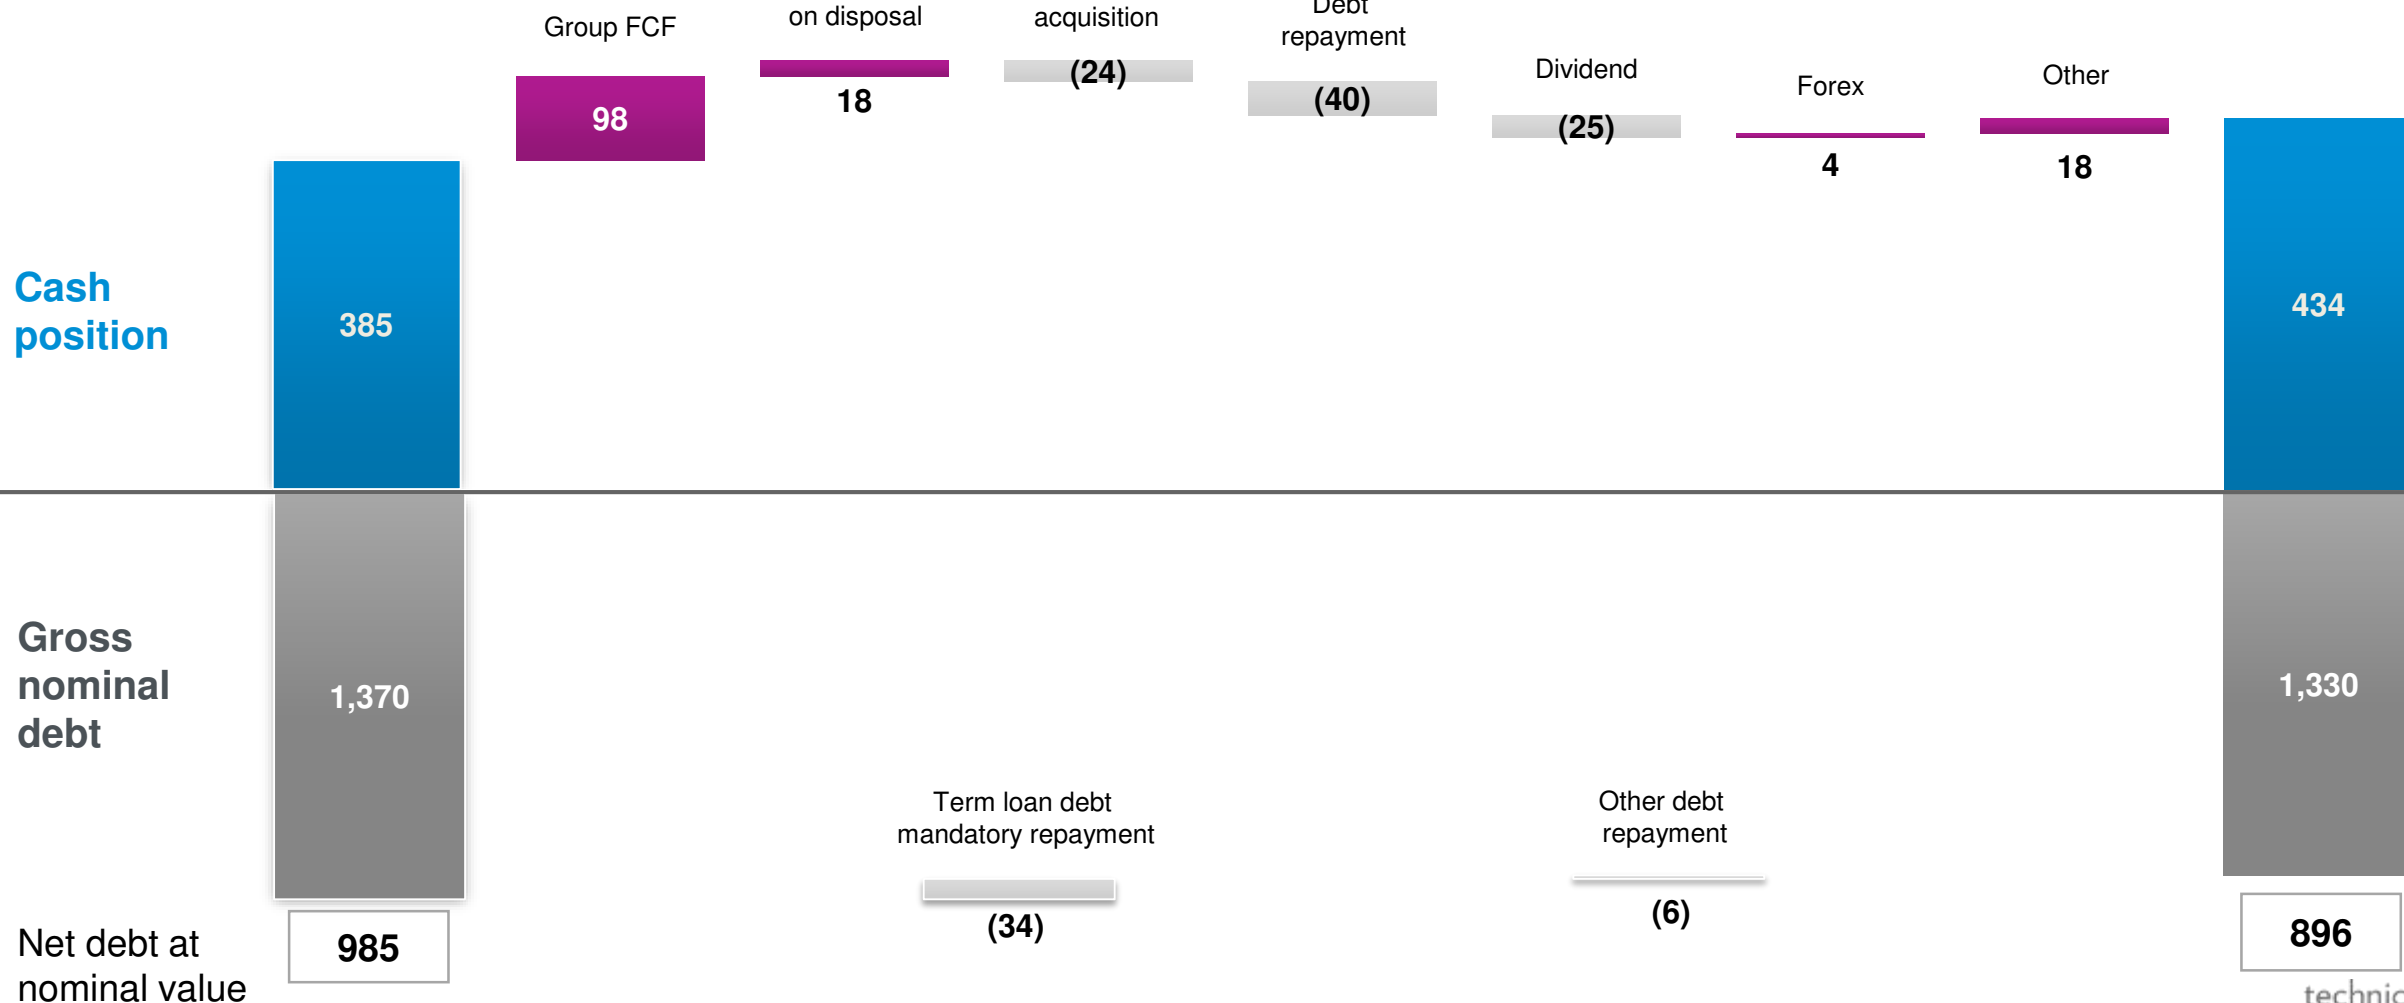 Group FCF
on disposal
acquisition
Debt
repayment
Dividend
Forex
Other
98
18
(24)
(40)
(25)
4
18
Cash
position
385
434
Gross
nominal
debt
1,370
1,330
Term loan debt
mandatory repayment
(34)
Other debt
repayment
(6)
Net debt at
nominal value
985
896
technic